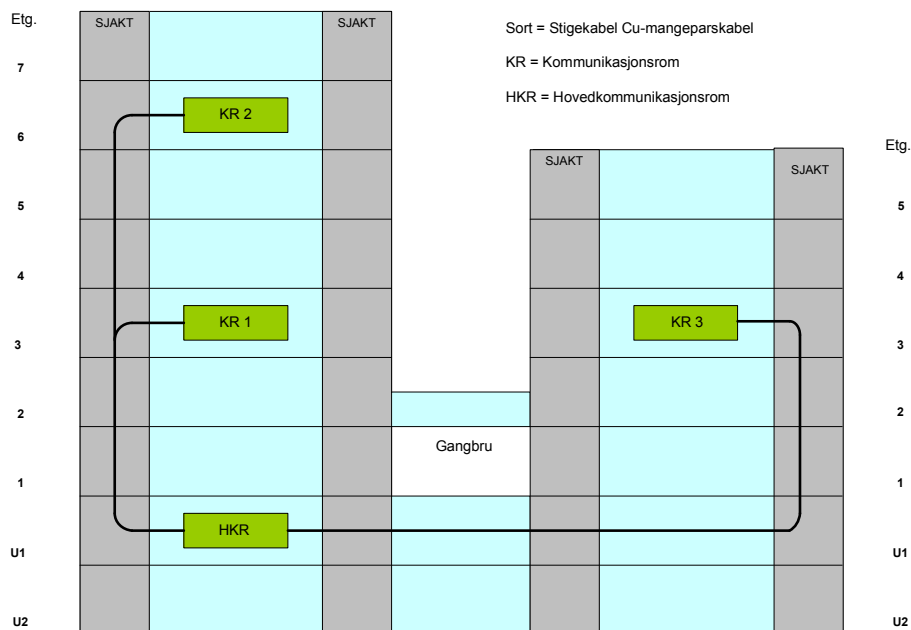 Etg.
SJAKT
SJAKT
Sort = Stigekabel Cu-mangeparskabel
KR = Kommunikasjonsrom
HKR = Hovedkommunikasjonsrom
7
KR 2
6
Etg.
SJAKT
SJAKT
5
5
4
4
KR 1
KR 3
3
3
2
2
Gangbru
1
1
HKR
U1
U1
U2
U2